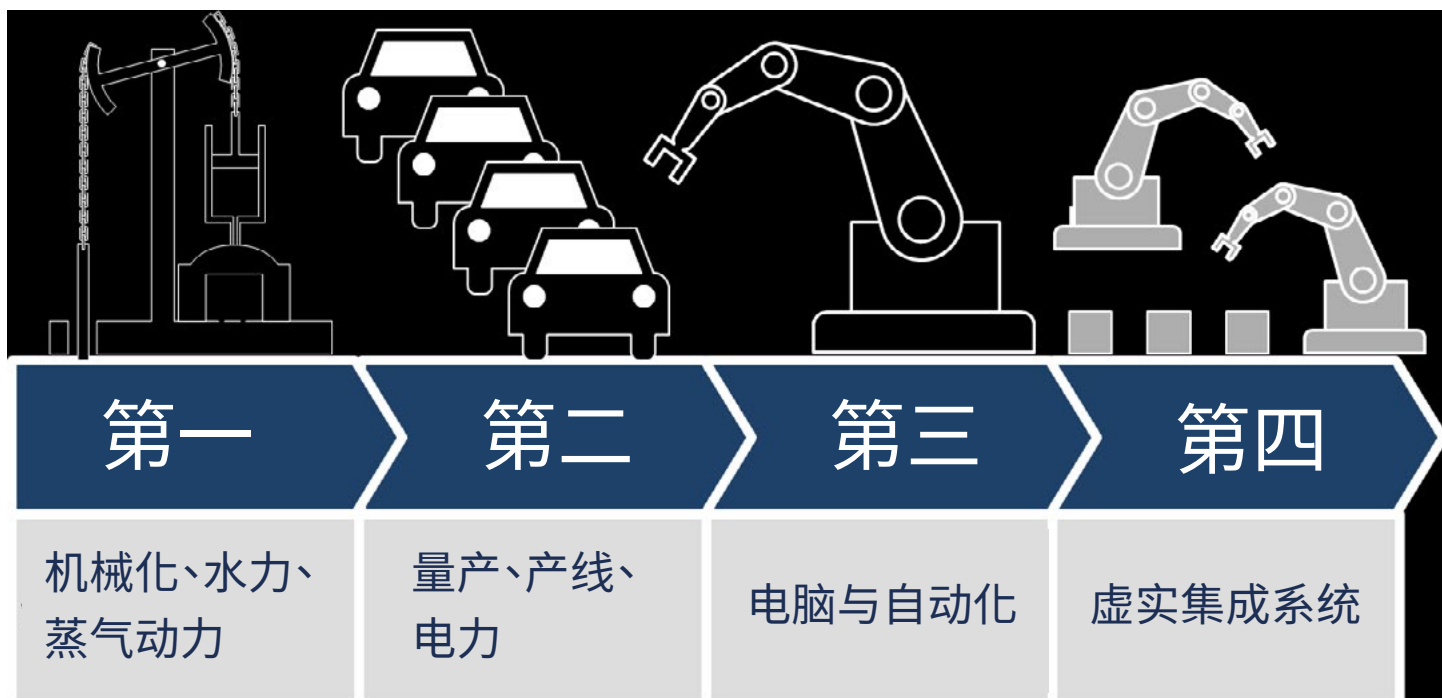 第一
第二
第三
第四
机械化、水力、
蒸气动力
量产、产线、
电力
电脑与自动化
虚实集成系统